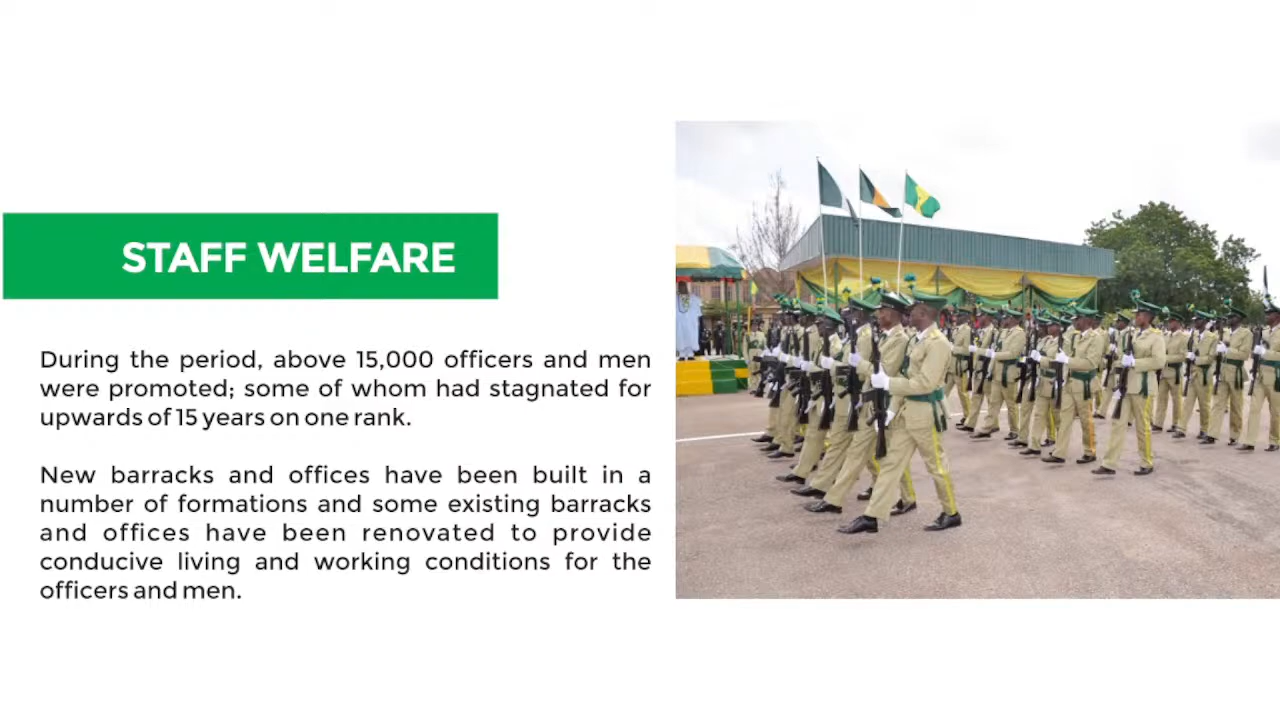 STAFF WELFARE
During the period, above 15,000 officers and men
were promoted; some of whom had stagnated for
upwards of 15 years on one rank.
New barracks and offices have been built in a
number of formations and some existing barracks
and offices have been renovated to provide
conducive living and working conditions for the
officers and men.